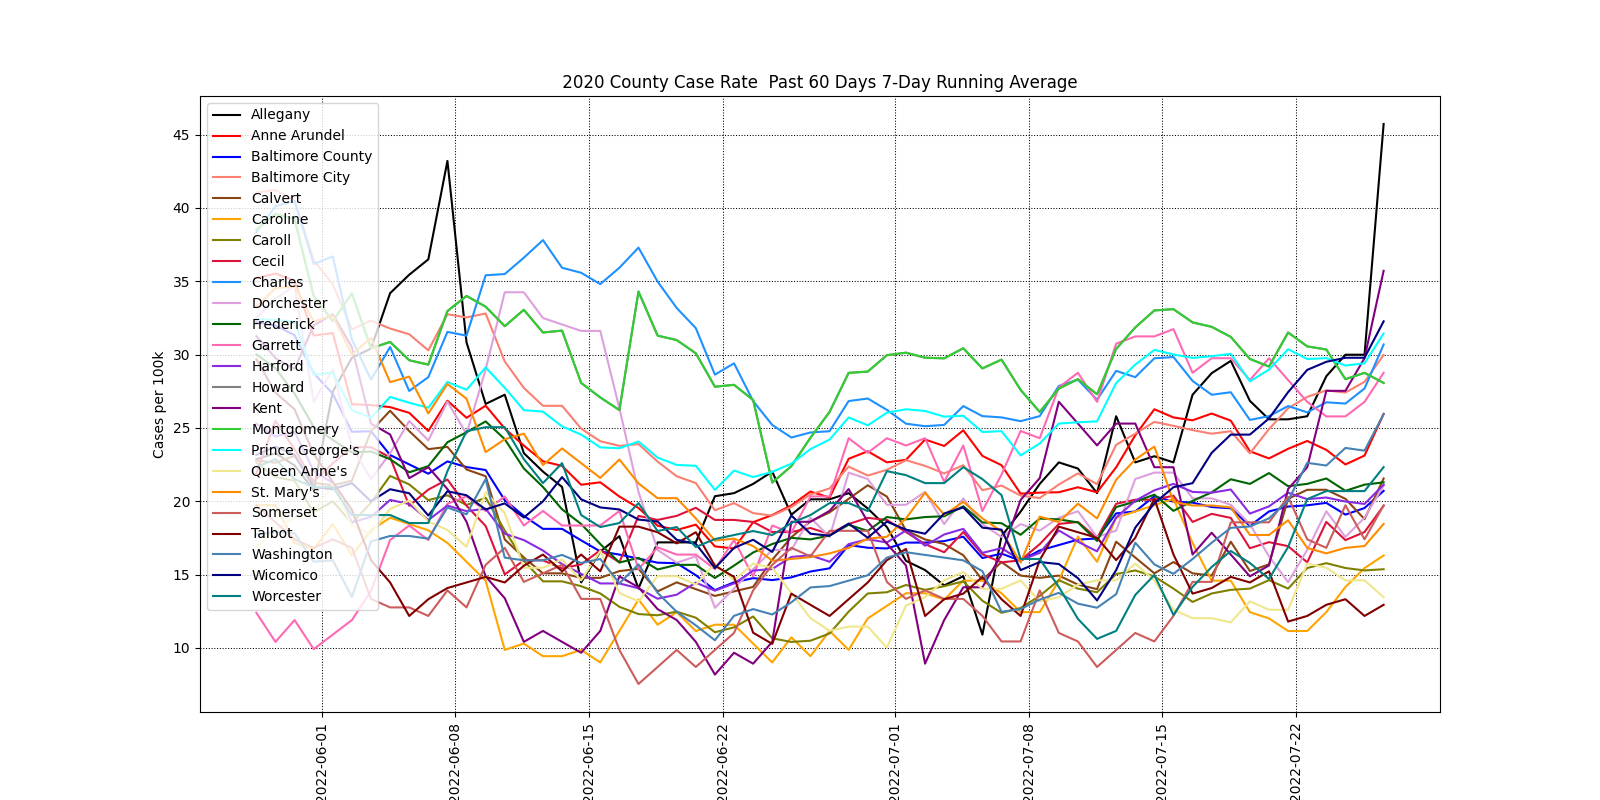 2020 County Case Rate  Past 60 Days 7-Day Running Average
Cases per 100k
45
40
35
30
25
20
15
10
Allegany
Anne Arundel
Baltimore County
Baltimore City
Calvert
Caroline
Caroll
Cecil
Charles
Dorchester
Frederick
Garrett
Harford
Howard
Kent
Montgomery
Prince George's
Queen Anne's
St. Mary's
Somerset
Talbot
Washington
Wicomico
Worcester
2022-06-01
2022-06-08
2022-06-15
2022-06-22
2022-07-01
2022-07-08
2022-07-15
2022-07-22